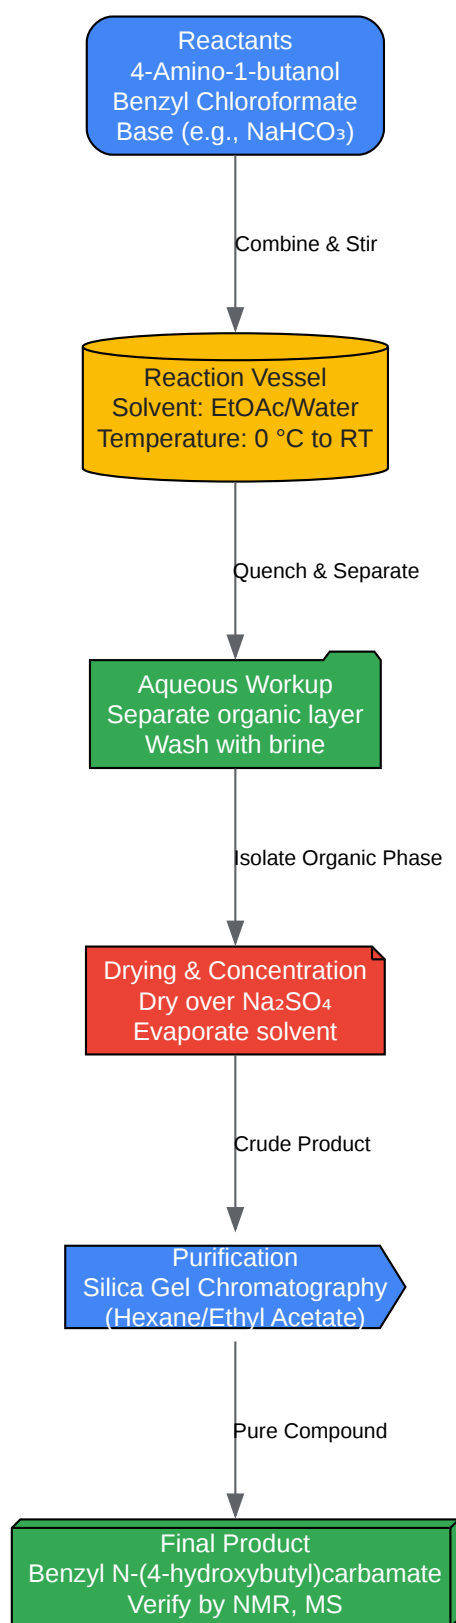 Reactants
4-Amino-1-butanol
Benzyl Chloroformate
Base (e.g., NaHCO₃)
Combine & Stir
Reaction Vessel
Solvent: EtOAc/Water
Temperature: 0 °C to RT
Quench & Separate
Aqueous Workup
Separate organic layer
Wash with brine
Isolate Organic Phase
Drying & Concentration
Dry over Na₂SO₄
Evaporate solvent
Crude Product
Purification
Silica Gel Chromatography
(Hexane/Ethyl Acetate)
Pure Compound
Final Product
Benzyl N-(4-hydroxybutyl)carbamate
Verify by NMR, MS